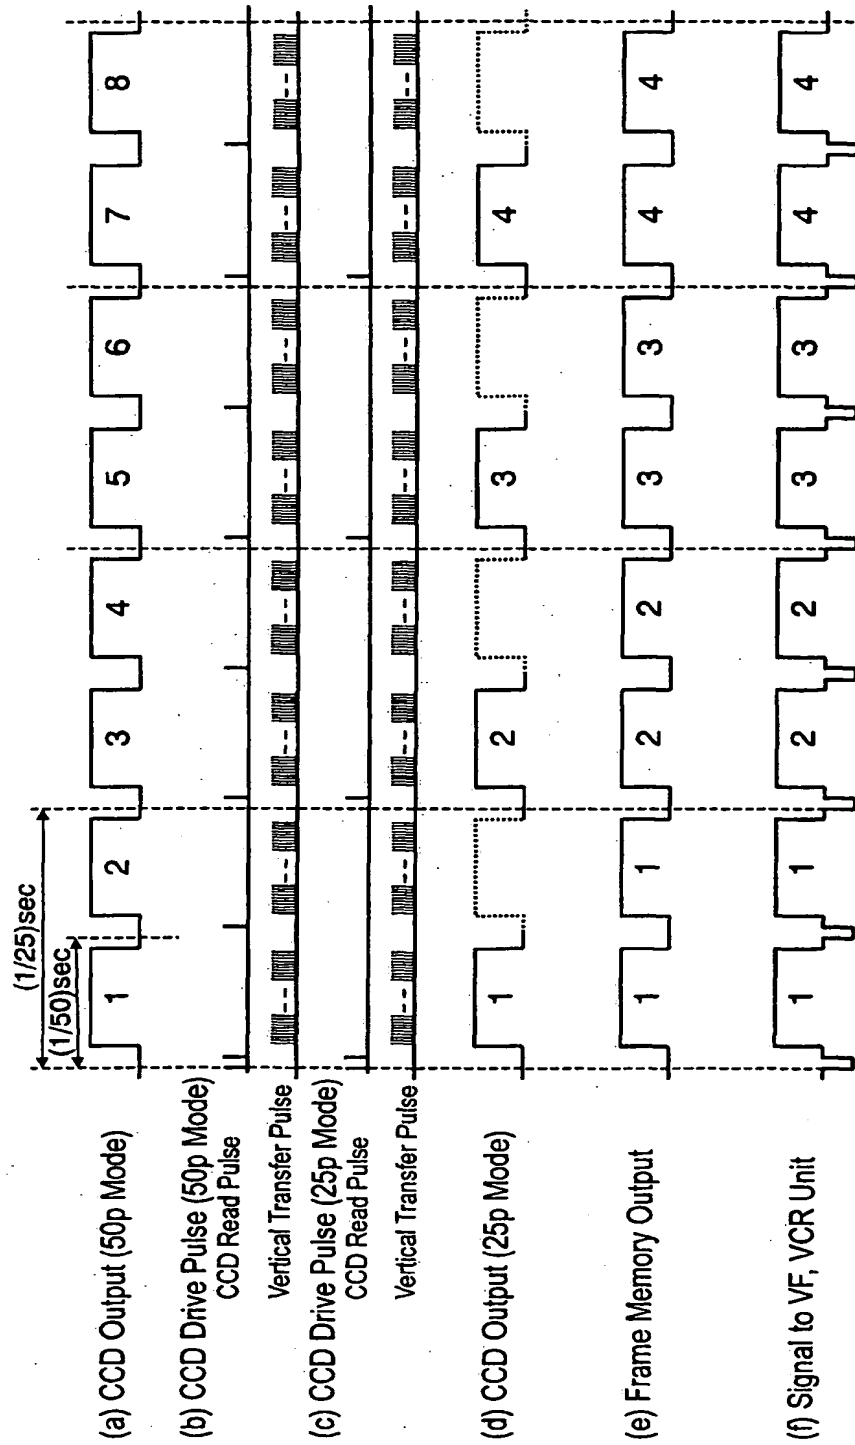 (1/25)sec
(1/50)sec
(a) CCD Output (50p Mode)
1 2 3 4 5 6 7 8
(b) CCD Drive Pulse (50p Mode)
CCD Read Pulse
Vertical Transfer Pulse
(c) CCD Drive Pulse (25p Mode)
CCD Read Pulse
Vertical Transfer Pulse
(d) CCD Output (25p Mode)
1 2 3 4
(e) Frame Memory Output
1 1 2 2 3 3 4 4
(f) Signal to VF, VCR Unit
1 1 2 2 3 3 4 4